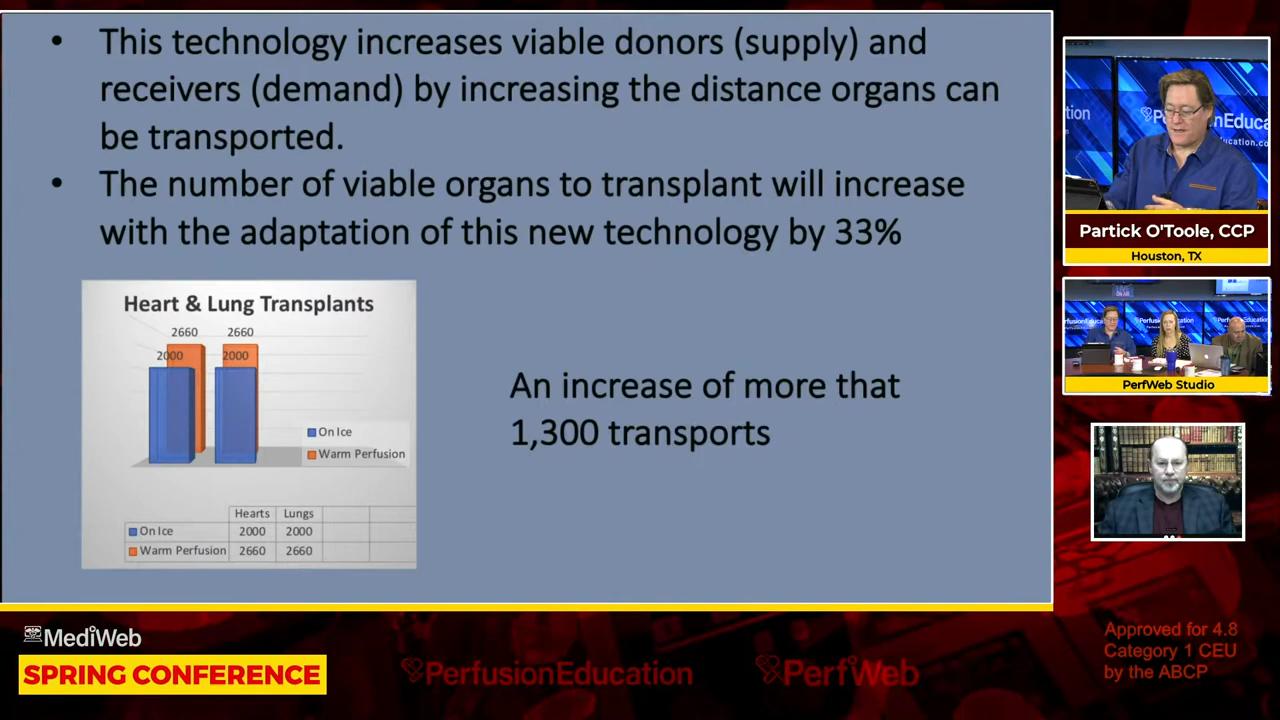 • This technology increases viable donors (supply) and
receivers (demand) by increasing the distance organs can
be transported.
• The number of viable organs to transplant will increase
with the adaptation of this new technology by 33%
Heart & Lung Transplants
2660 2660
2000 2000
On Ice
Warm Perfusion
Hearts Lungs
On Ice 2000 2000
Warm Perfusion 2660 2660
An increase of more that
1,300 transports
Partick O'Toole, CCP
Houston, TX
PerfWeb Studio
MediWeb
SPRING CONFERENCE
PerfusionEducation
PerfWeb
Approved for 4.8
Category 1 CEU
by the ABCP